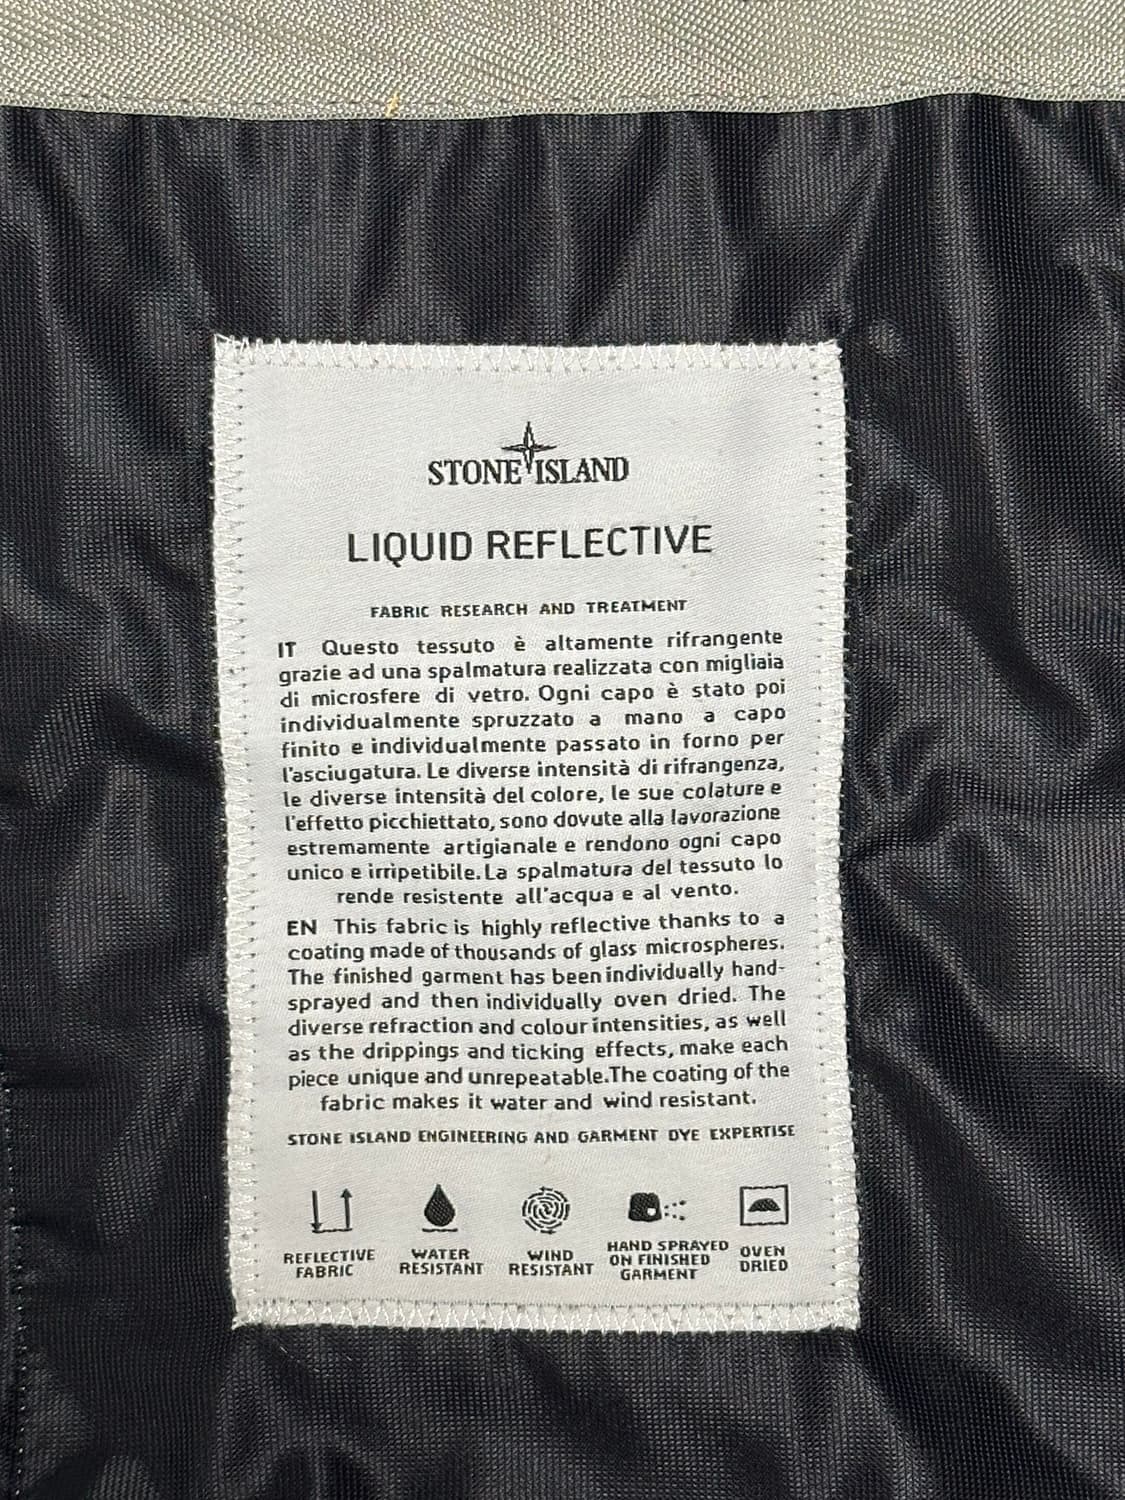 STONE ISLAND
LIQUID REFLECTIVE
FABRIC RESEARCH AND TREATMENT
IT Questo tessuto è altamente rifrangente
grazie ad una spalmatura realizzata con migliaia
di microsfere di vetro. Ogni capo è stato poi
individualmente spruzzato a mano a capo
finito e individualmente passato in forno per
l'asciugatura. Le diverse intensità di rifrangenza,
le diverse intensità del colore, le sue colature e
l'effetto picchiettato, sono dovute alla lavorazione
estremamente artigianale e rendono ogni capo
unico e irripetibile. La spalmatura del tessuto lo
rende resistente all'acqua e al vento.
EN This fabric is highly reflective thanks to a
coating made of thousands of glass microspheres.
The finished garment has been individually hand-
sprayed and then individually oven dried. The
diverse refraction and colour intensities, as well
as the drippings and ticking effects, make each
piece unique and unrepeatable.The coating of the
fabric makes it water and wind resistant.
STONE ISLAND ENGINEERING AND GARMENT DYE EXPERTISE
REFLECTIVE
FABRIC
WATER
RESISTANT
WIND
RESISTANT
HAND SPRAYED
ON FINISHED
GARMENT
OVEN
DRIED